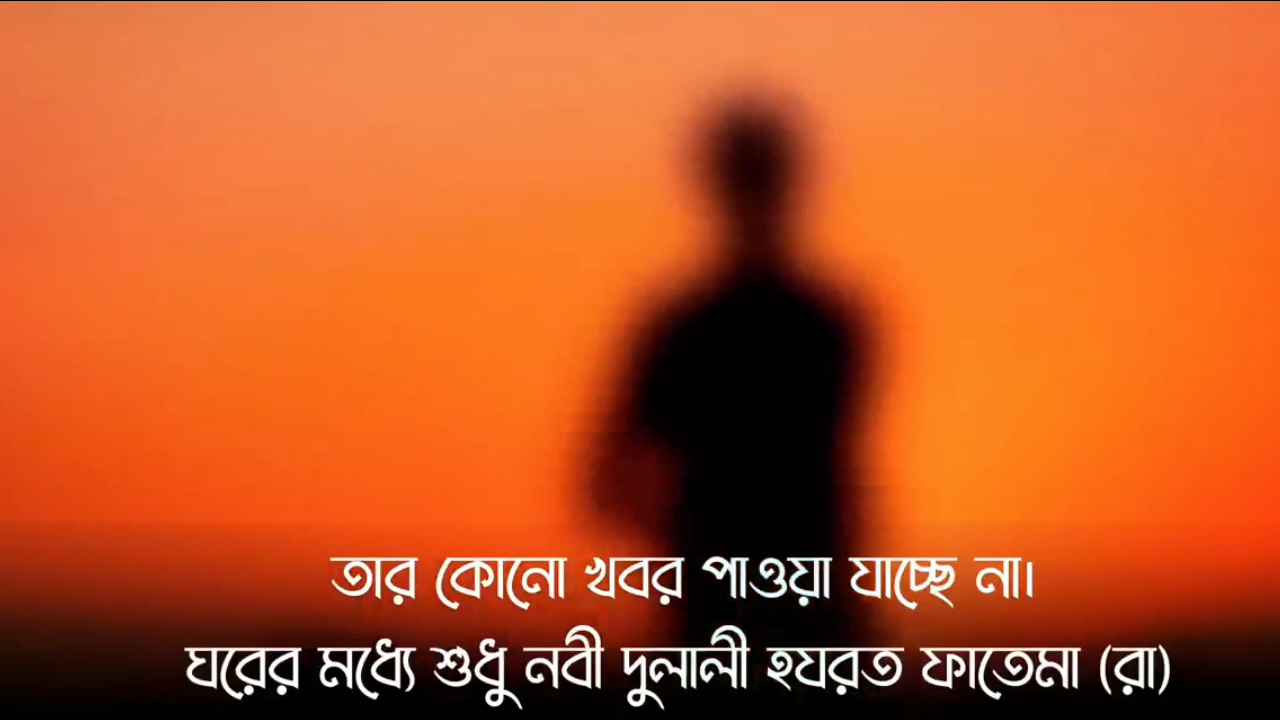 তার কোনো খবর পাওয়া যাচ্ছে না।
ঘরের মধ্যে শুধু নবী দুলালী হযরত ফাতেমা (রা)